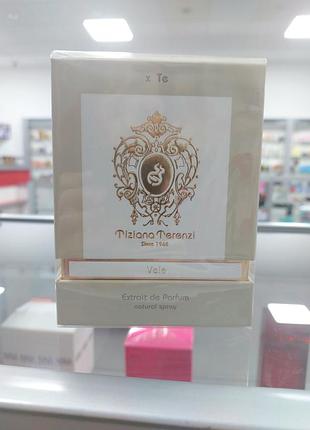 x Te
Tiziana Terenzi
Since 1968
Vele
Extrait de Parfum
natural spray